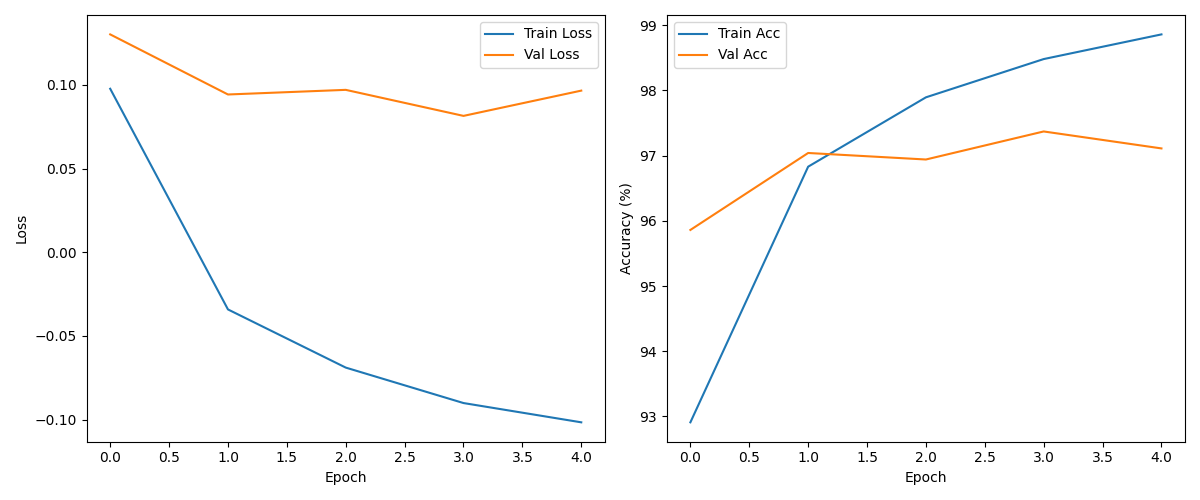 Train Loss
Val Loss
0.10
0.05
0.00
−0.05
−0.10
Loss
0.0 0.5 1.0 1.5 2.0 2.5 3.0 3.5 4.0
Epoch
Train Acc
Val Acc
99
98
97
96
95
94
93
Accuracy (%)
0.0 0.5 1.0 1.5 2.0 2.5 3.0 3.5 4.0
Epoch